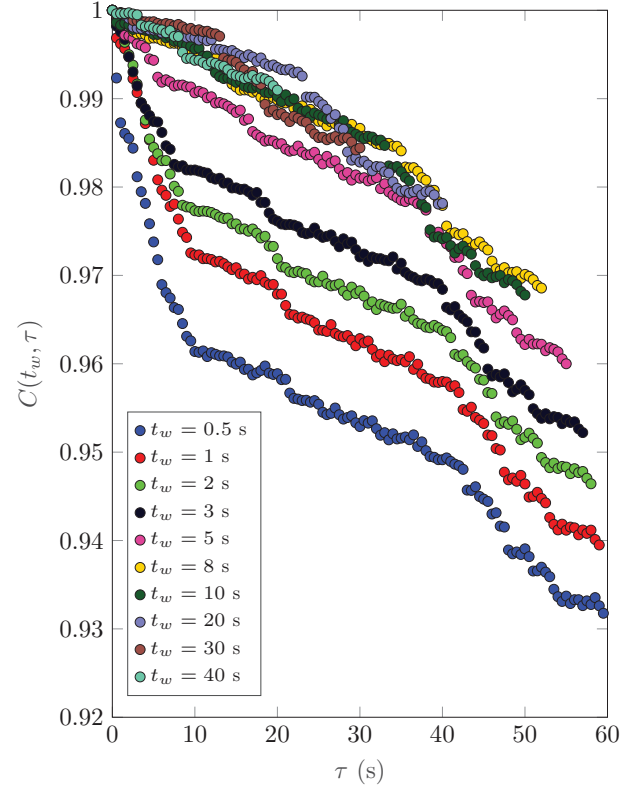 1
0.99
0.98
0.97
0.96
0.95
0.94
0.93
0.92
C(t_w, τ)
t_w = 0.5 s
t_w = 1 s
t_w = 2 s
t_w = 3 s
t_w = 5 s
t_w = 8 s
t_w = 10 s
t_w = 20 s
t_w = 30 s
t_w = 40 s
0 10 20 30 40 50 60
τ (s)